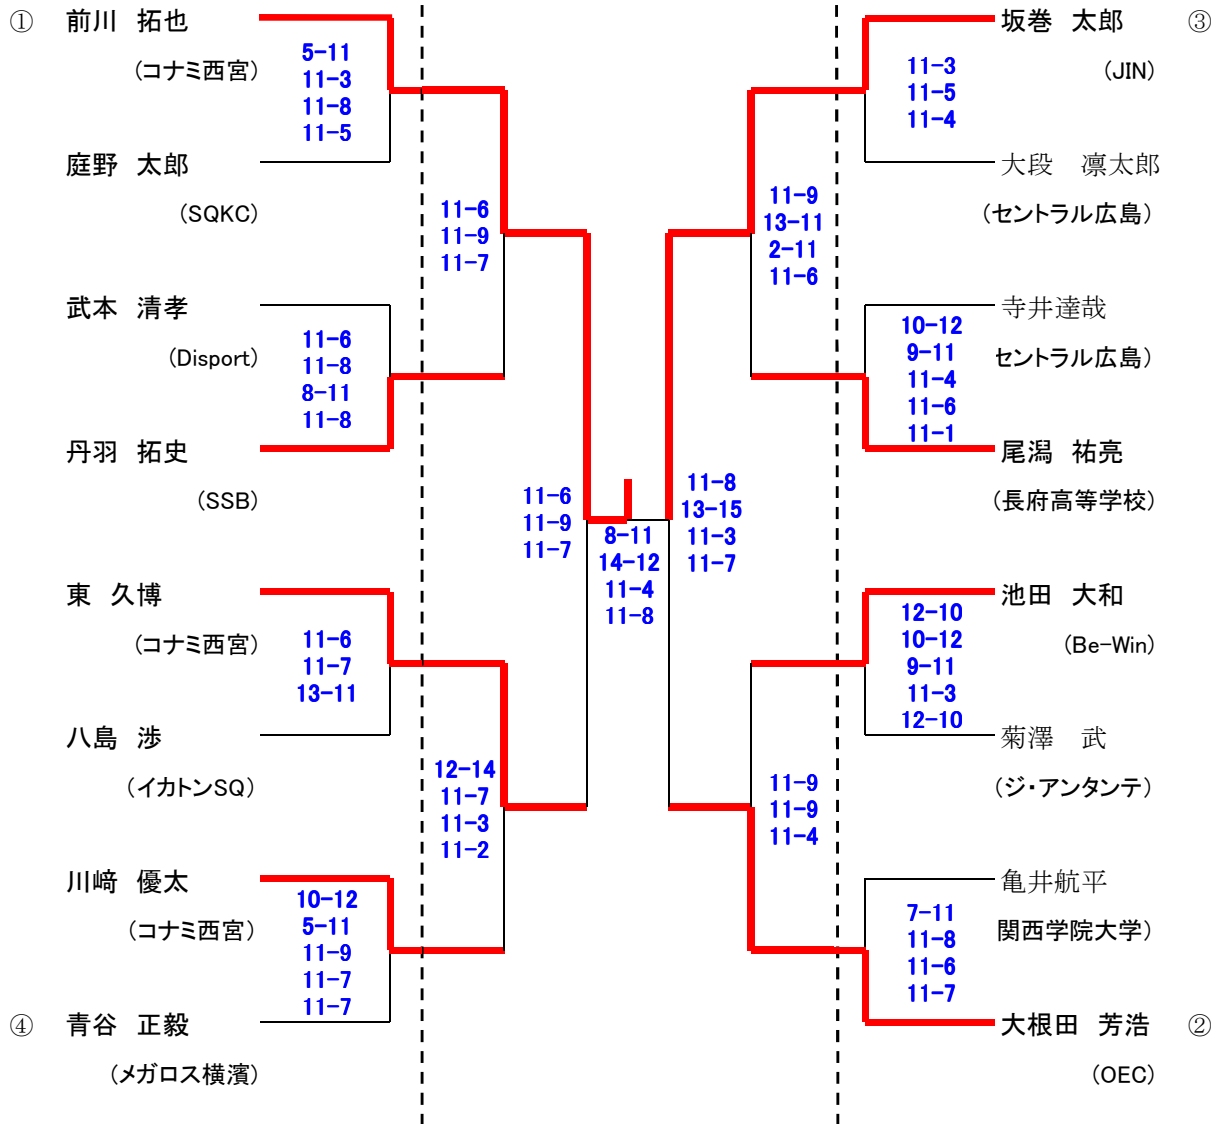 ① 前川 拓也
(コナミ西宮)
5-11
11-3
11-8
11-5
庭野 太郎
(SQKC)
11-6
11-9
11-7
武本 清孝
(Disport)
11-6
11-8
8-11
11-8
丹羽 拓史
(SSB)
11-6
11-9
11-7
東 久博
(コナミ西宮)
11-6
11-7
13-11
八島 渉
(イカトンSQ)
12-14
11-7
11-3
11-2
川﨑 優太
(コナミ西宮)
10-12
5-11
11-9
11-7
11-7
④ 青谷 正毅
(メガロス横濱)
8-11
14-12
11-4
11-8
坂巻 太郎 ③
(JIN)
11-3
11-5
11-4
大段 凛太郎
(セントラル広島)
11-9
13-11
2-11
11-6
寺井達哉
セントラル広島)
10-12
9-11
11-4
11-6
11-1
尾潟 祐亮
(長府高等学校)
11-8
13-15
11-3
11-7
池田 大和
(Be-Win)
12-10
10-12
9-11
11-3
12-10
菊澤 武
(ジ・アンタンテ)
11-9
11-9
11-4
亀井航平
関西学院大学)
7-11
11-8
11-6
11-7
大根田 芳浩 ②
(OEC)